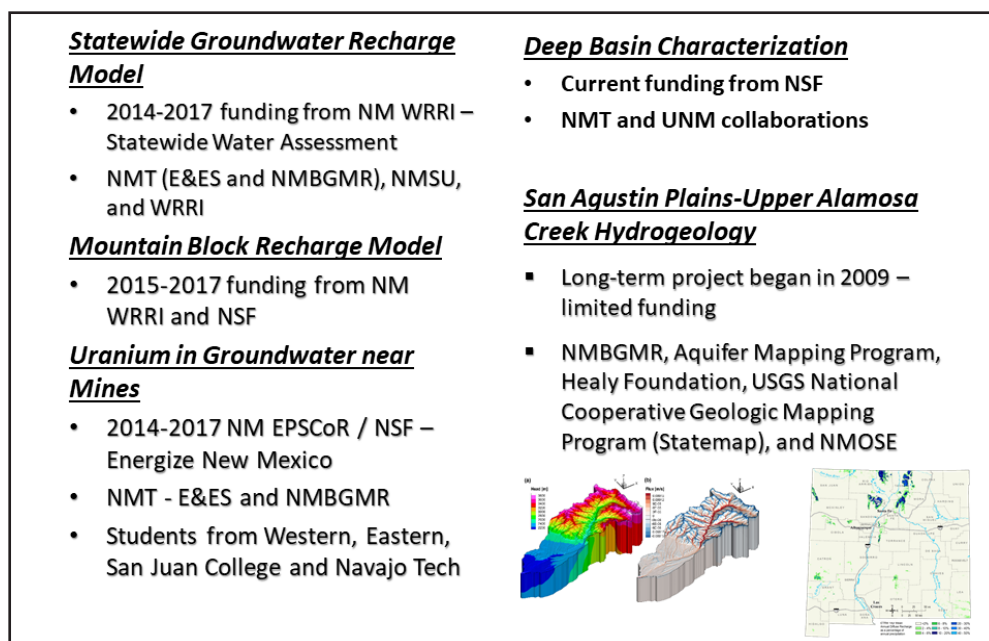 Statewide Groundwater Recharge
Model
• 2014-2017 funding from NM WRRI –
Statewide Water Assessment
• NMT (E&ES and NMBGMR), NMSU,
and WRRI
Mountain Block Recharge Model
• 2015-2017 funding from NM
WRRI and NSF
Uranium in Groundwater near
Mines
• 2014-2017 NM EPSCoR / NSF –
Energize New Mexico
• NMT - E&ES and NMBGMR
• Students from Western, Eastern,
San Juan College and Navajo Tech
Deep Basin Characterization
• Current funding from NSF
• NMT and UNM collaborations
San Agustin Plains-Upper Alamosa
Creek Hydrogeology
▪ Long-term project began in 2009 –
limited funding
▪ NMBGMR, Aquifer Mapping Program,
Healy Foundation, USGS National
Cooperative Geologic Mapping
Program (Statemap), and NMOSE
(a)
Head [m]
(b)
Flux [m/s]